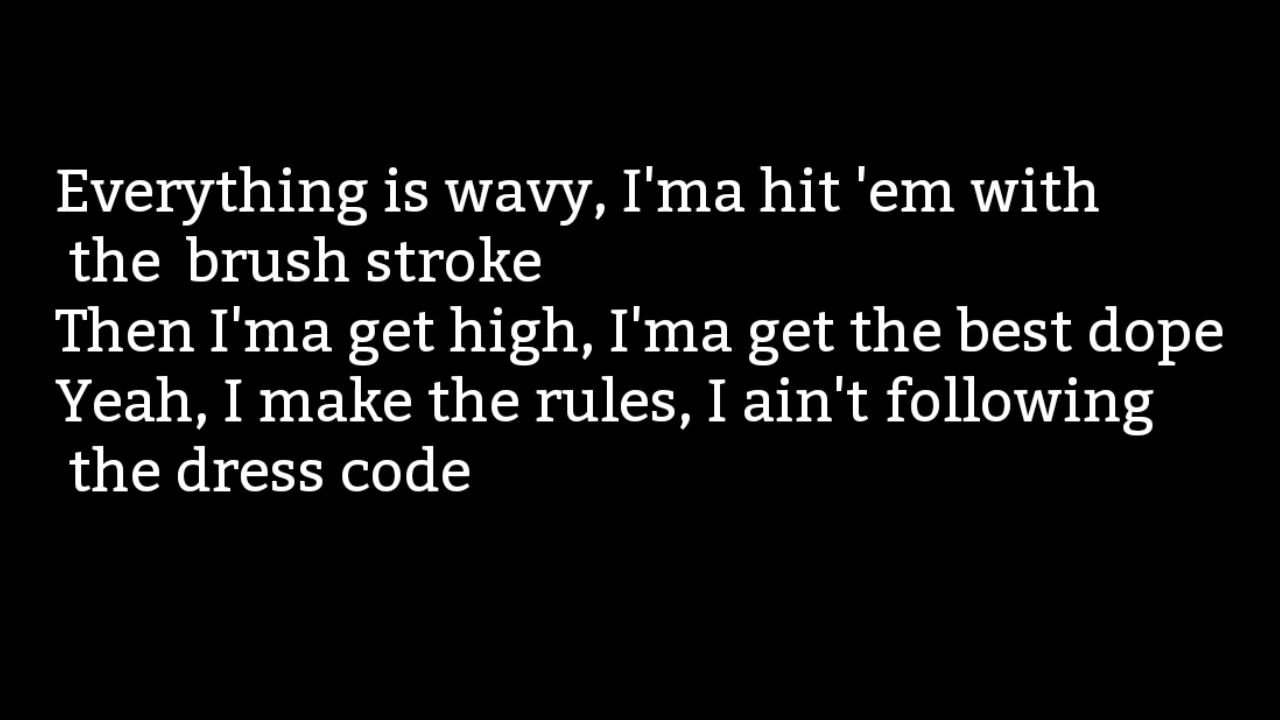 Everything is wavy, I'ma hit 'em with
the brush stroke
Then I'ma get high, I'ma get the best dope
Yeah, I make the rules, I ain't following
the dress code